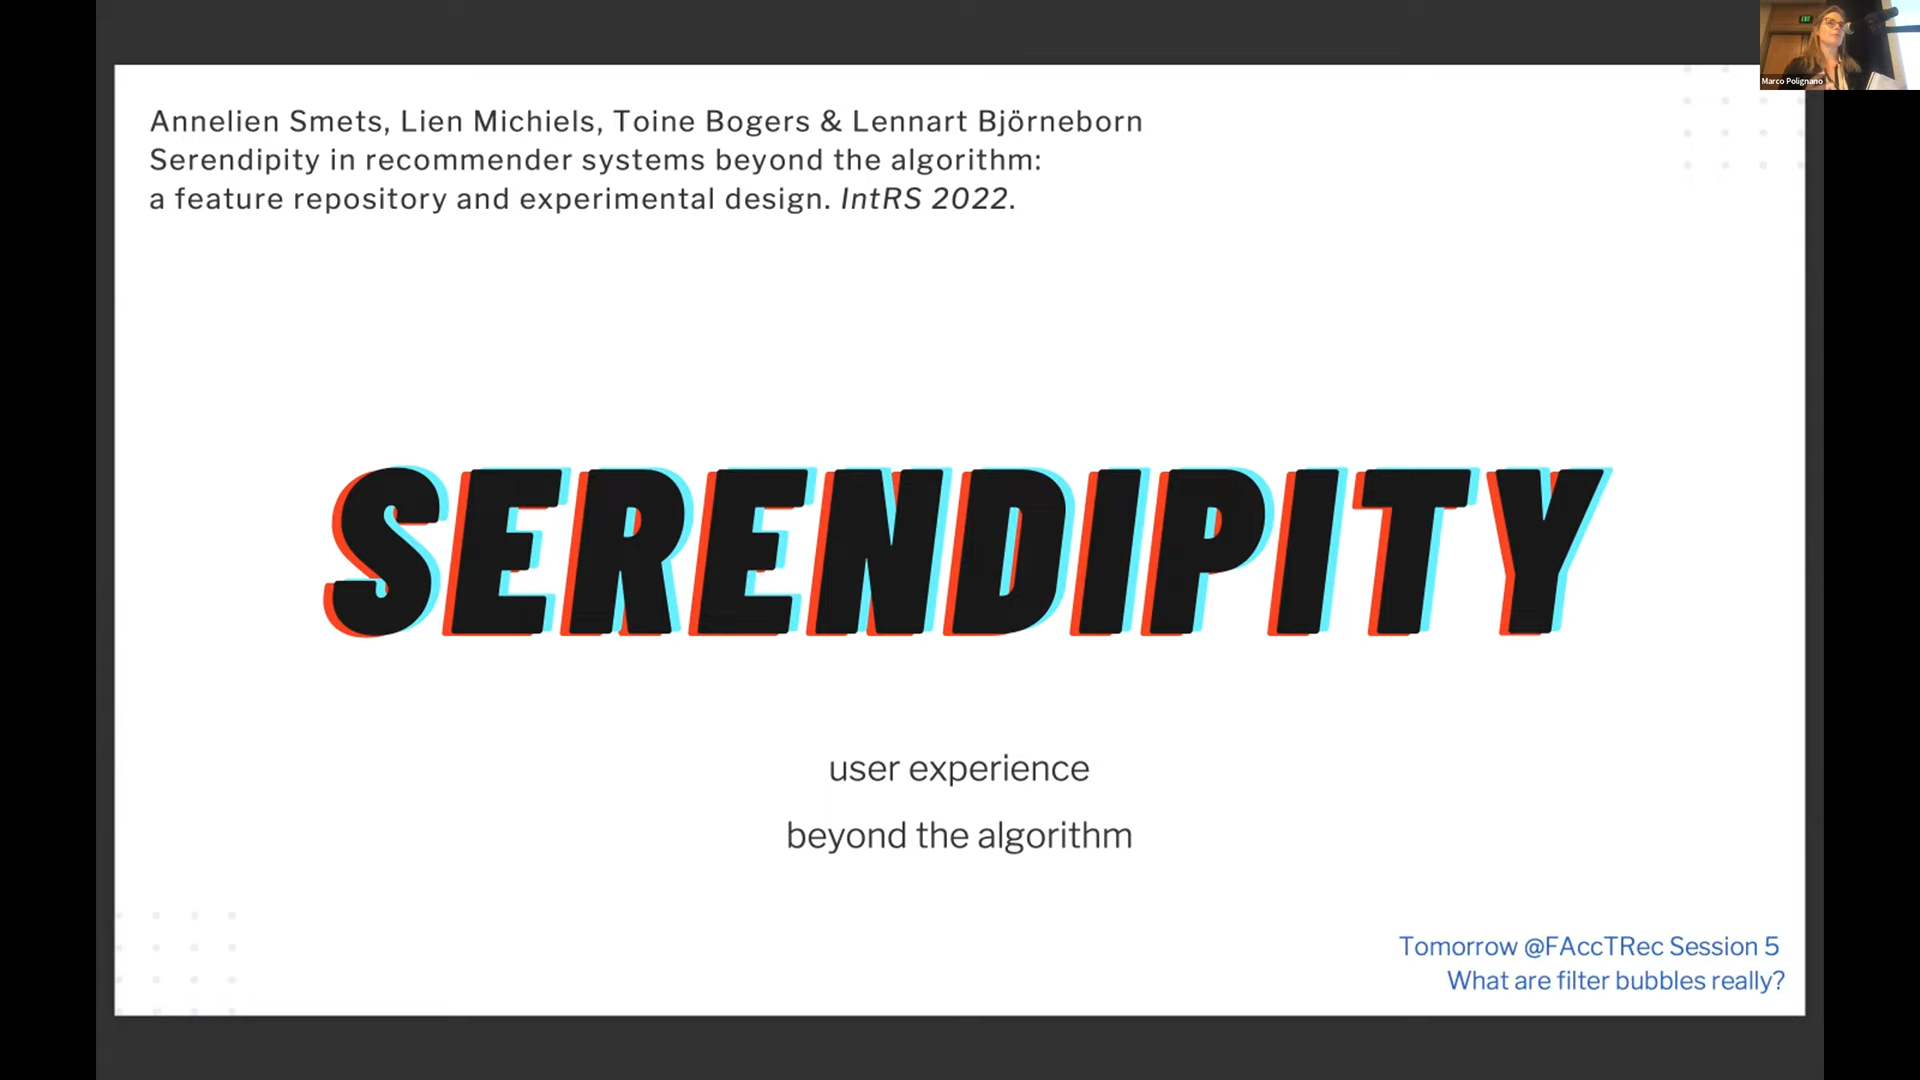 Annelien Smets, Lien Michiels, Toine Bogers & Lennart Björneborn
Serendipity in recommender systems beyond the algorithm:
a feature repository and experimental design. IntRS 2022.
SERENDIPITY
user experience
beyond the algorithm
Tomorrow @FAccTRec Session 5
What are filter bubbles really?
EXIT
Marco Polignano